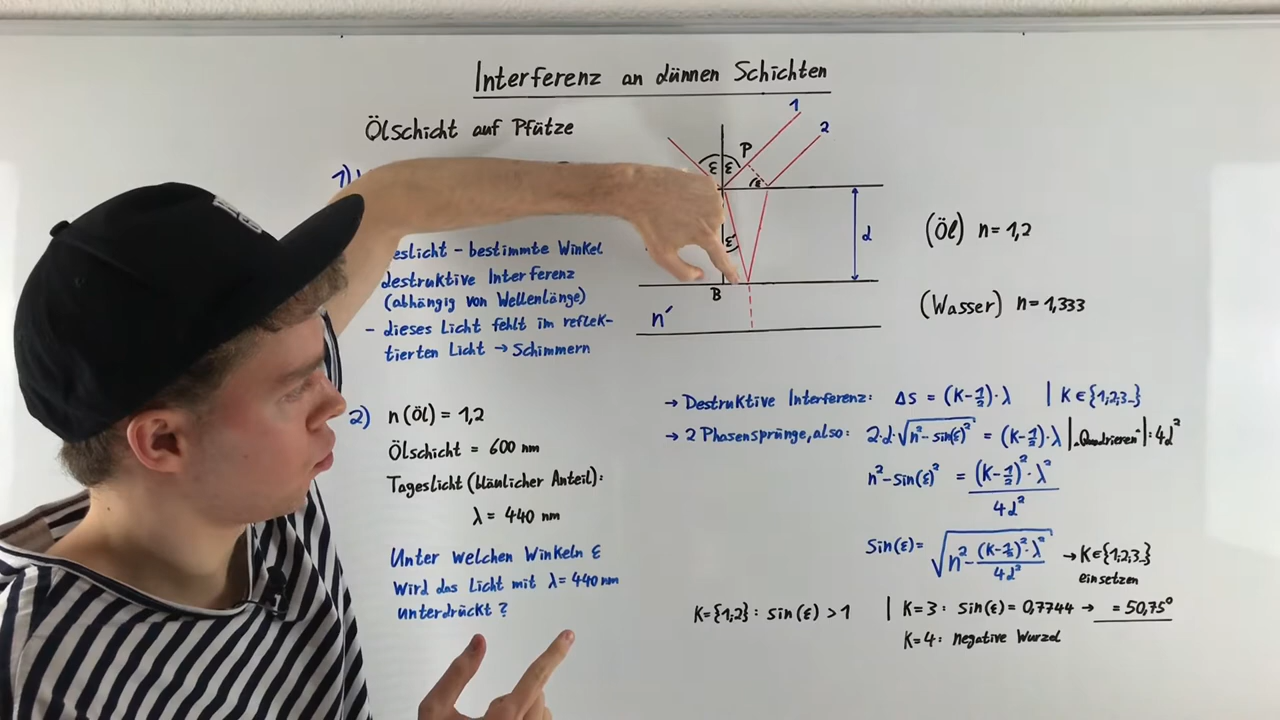 Interferenz an dünnen Schichten
Ölschicht auf Pfütze
1)
eslicht - bestimmte Winkel
destruktive Interferenz
(abhängig von Wellenlänge)
- dieses Licht fehlt im reflek-
tierten Licht → Schimmern
1
2
P
ε ε
ε
ε'
d
B
n'
(Öl) n = 1,2
(Wasser) n = 1,333
2) n (Öl) = 1,2
Ölschicht = 600 nm
Tageslicht (bläulicher Anteil):
λ = 440 nm
Unter welchen Winkeln ε
Wird das Licht mit λ = 440 nm
unterdrückt?
→ Destruktive Interferenz: Δs = (K-1/2)·λ | K ∈ {1;2;3...}
→ 2 Phasensprünge, also: 2·d·√(n²-sin(ε)²) = (K-1/2)·λ | „Quadrieren" | :4d²
n²-sin(ε)² = (K-1/2)²·λ² / 4d²
Sin(ε) = √(n² - (K-1/2)²·λ² / 4d²) → K ∈ {1;2;3...}
einsetzen
K={1;2}: sin(ε) > 1 | K=3: sin(ε) = 0,7744 → = 50,75°
K=4: negative Wurzel